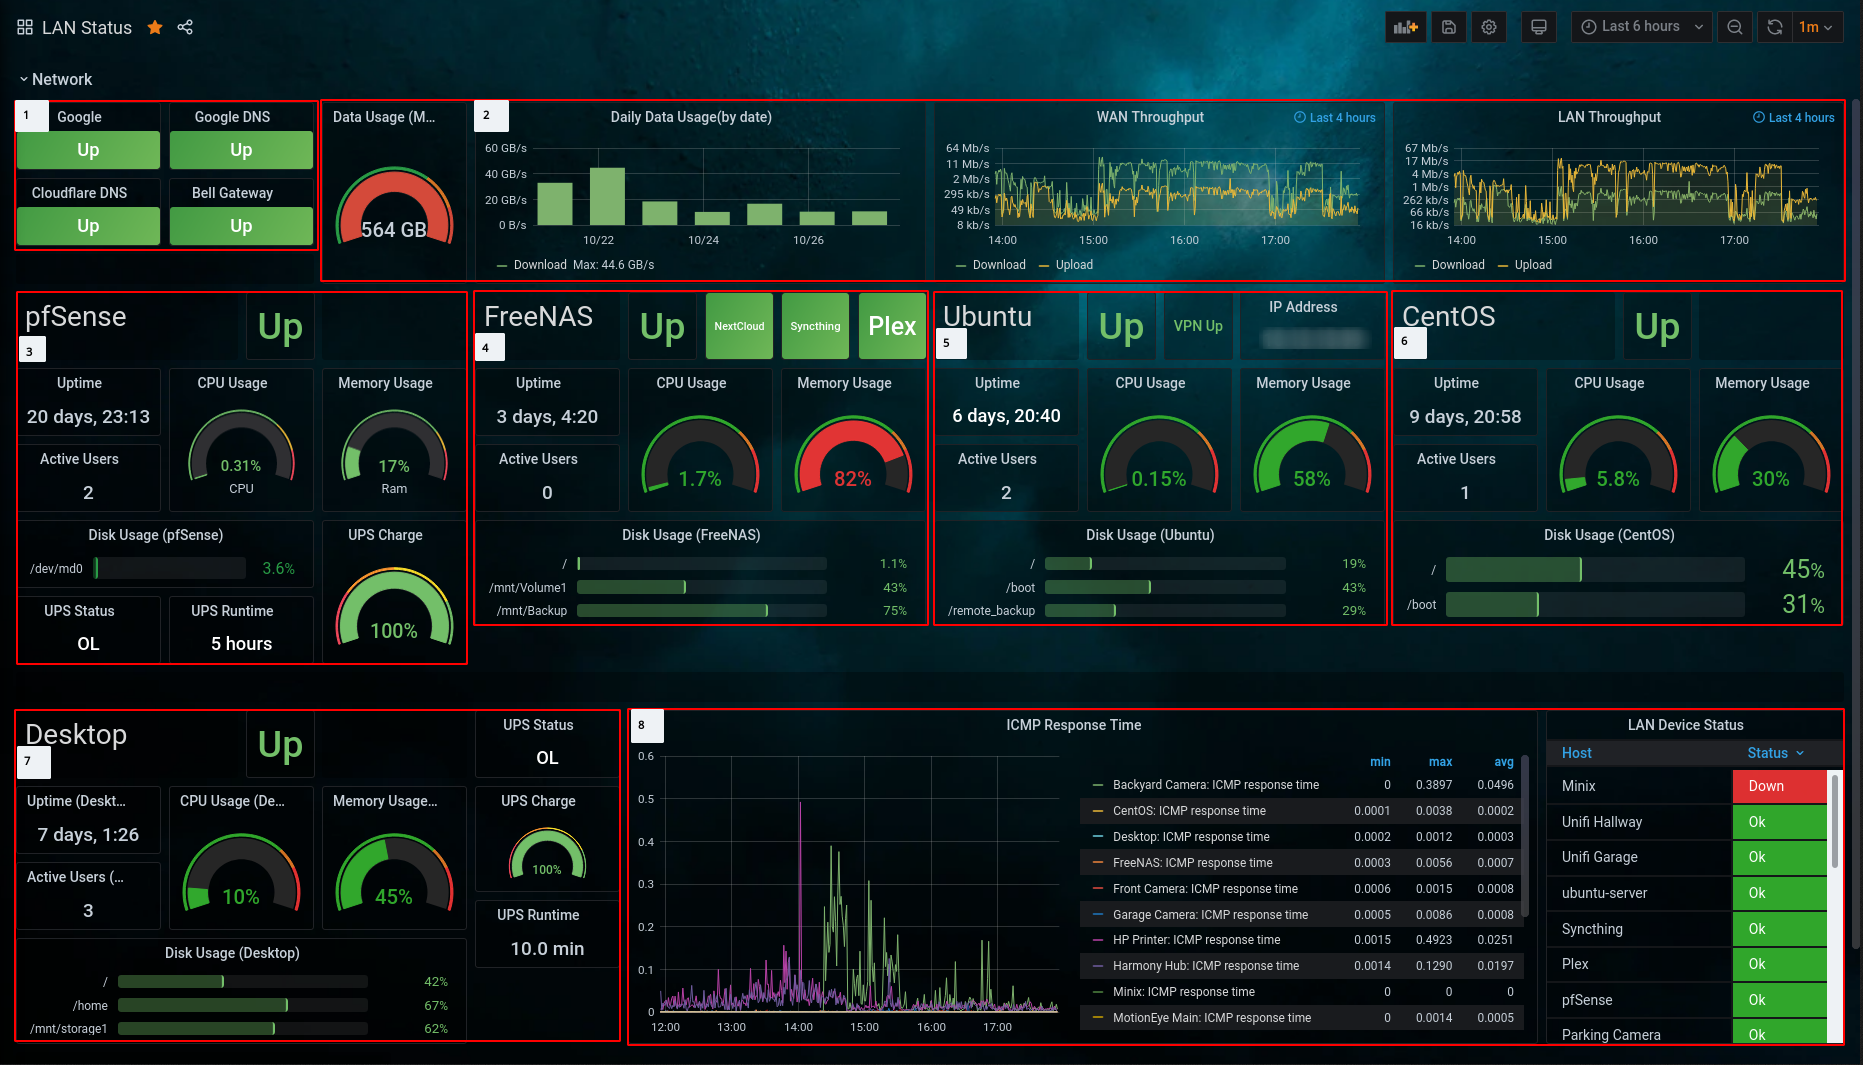 LAN Status
Last 6 hours
1m
Network
1
Google
Up
Google DNS
Up
Cloudflare DNS
Up
Bell Gateway
Up
Data Usage (M...
564 GB
2
Daily Data Usage(by date)
60 GB/s
40 GB/s
20 GB/s
0 B/s
10/22 10/24 10/26
Download Max: 44.6 GB/s
WAN Throughput
Last 4 hours
64 Mb/s
11 Mb/s
2 Mb/s
295 kb/s
49 kb/s
8 kb/s
14:00 15:00 16:00 17:00
Download Upload
LAN Throughput
Last 4 hours
67 Mb/s
17 Mb/s
4 Mb/s
1 Mb/s
262 kb/s
66 kb/s
16 kb/s
14:00 15:00 16:00 17:00
Download Upload
pfSense
Up
3
Uptime
20 days, 23:13
CPU Usage
0.31%
CPU
Memory Usage
17%
Ram
Active Users
2
Disk Usage (pfSense)
/dev/md0 3.6%
UPS Charge
100%
UPS Status
OL
UPS Runtime
5 hours
FreeNAS
Up
NextCloud
Syncthing
Plex
4
Uptime
3 days, 4:20
CPU Usage
1.7%
Memory Usage
82%
Active Users
0
Disk Usage (FreeNAS)
/ 1.1%
/mnt/Volume1 43%
/mnt/Backup 75%
Ubuntu
Up
VPN Up
IP Address
5
Uptime
6 days, 20:40
CPU Usage
0.15%
Memory Usage
58%
Active Users
2
Disk Usage (Ubuntu)
/ 19%
/boot 43%
/remote_backup 29%
CentOS
Up
6
Uptime
9 days, 20:58
CPU Usage
5.8%
Memory Usage
30%
Active Users
1
Disk Usage (CentOS)
/ 45%
/boot 31%
Desktop
Up
7
UPS Status
OL
Uptime (Deskt...
7 days, 1:26
CPU Usage (De...
10%
Memory Usage...
45%
UPS Charge
100%
Active Users (...
3
UPS Runtime
10.0 min
Disk Usage (Desktop)
/ 42%
/home 67%
/mnt/storage1 62%
8
ICMP Response Time
0.6
0.5
0.4
0.3
0.2
0.1
0
12:00 13:00 14:00 15:00 16:00 17:00
min max avg
Backyard Camera: ICMP response time 0 0.3897 0.0496
CentOS: ICMP response time 0.0001 0.0038 0.0002
Desktop: ICMP response time 0.0002 0.0012 0.0003
FreeNAS: ICMP response time 0.0003 0.0056 0.0007
Front Camera: ICMP response time 0.0006 0.0015 0.0008
Garage Camera: ICMP response time 0.0005 0.0086 0.0008
HP Printer: ICMP response time 0.0015 0.4923 0.0251
Harmony Hub: ICMP response time 0.0014 0.1290 0.0197
Minix: ICMP response time 0 0 0
MotionEye Main: ICMP response time 0 0.0014 0.0005
LAN Device Status
Host Status
Minix Down
Unifi Hallway Ok
Unifi Garage Ok
ubuntu-server Ok
Syncthing Ok
Plex Ok
pfSense Ok
Parking Camera Ok